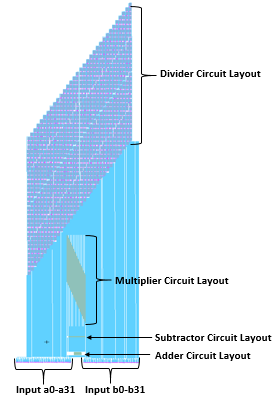 Divider Circuit Layout
Multiplier Circuit Layout
Subtractor Circuit Layout
Adder Circuit Layout
Input a0-a31 Input b0-b31